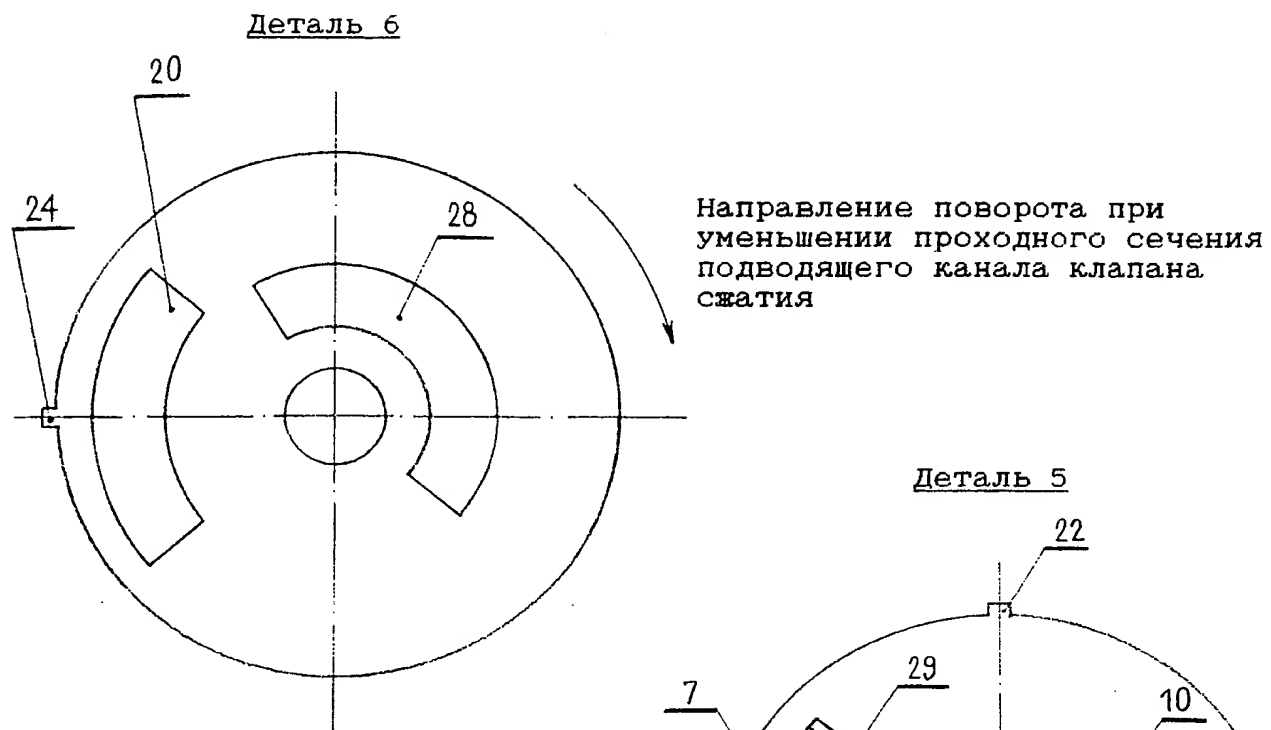 Деталь 6
20
24
28
Направление поворота при
уменьшении проходного сечения
подводящего канала клапана
сжатия
Деталь 5
22
29
7
10